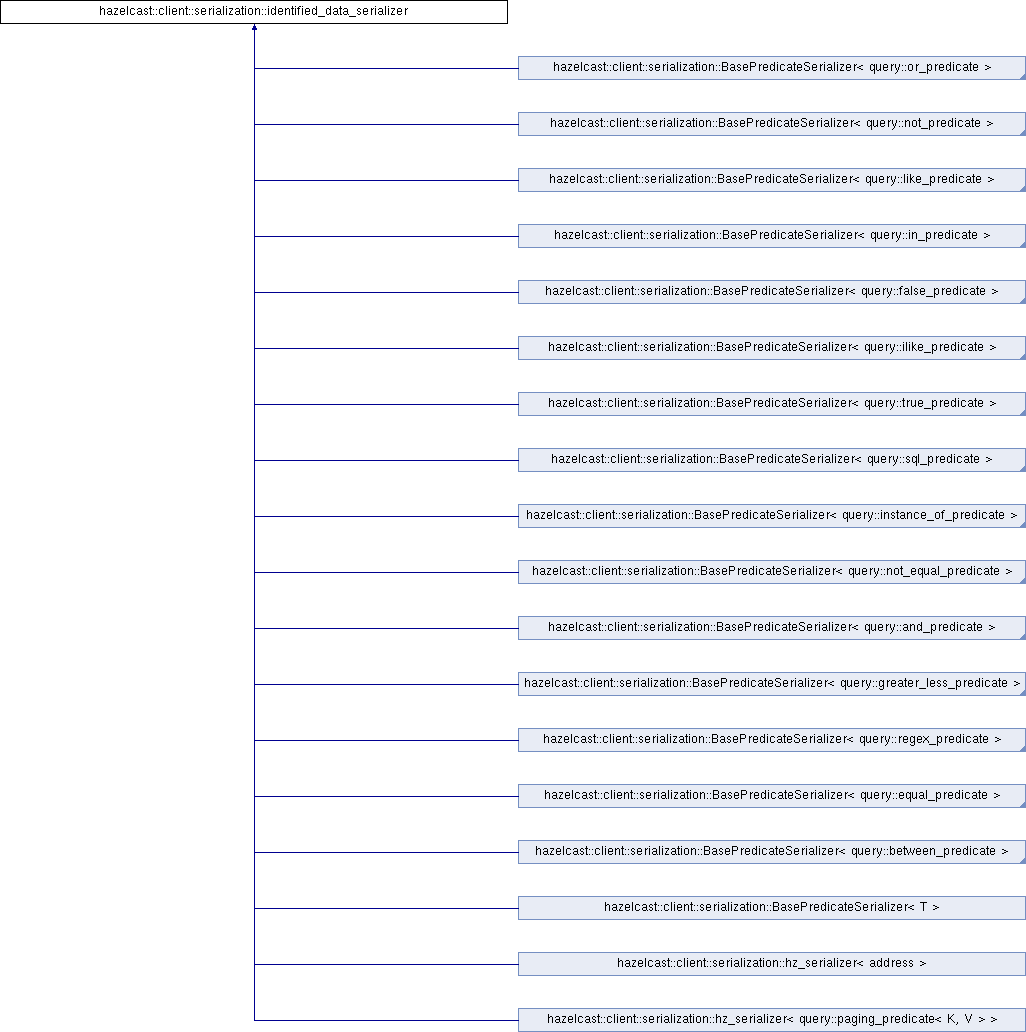 hazelcast::client::serialization::identified_data_serializer
hazelcast::client::serialization::BasePredicateSerializer< query::or_predicate >
hazelcast::client::serialization::BasePredicateSerializer< query::not_predicate >
hazelcast::client::serialization::BasePredicateSerializer< query::like_predicate >
hazelcast::client::serialization::BasePredicateSerializer< query::in_predicate >
hazelcast::client::serialization::BasePredicateSerializer< query::false_predicate >
hazelcast::client::serialization::BasePredicateSerializer< query::ilike_predicate >
hazelcast::client::serialization::BasePredicateSerializer< query::true_predicate >
hazelcast::client::serialization::BasePredicateSerializer< query::sql_predicate >
hazelcast::client::serialization::BasePredicateSerializer< query::instance_of_predicate >
hazelcast::client::serialization::BasePredicateSerializer< query::not_equal_predicate >
hazelcast::client::serialization::BasePredicateSerializer< query::and_predicate >
hazelcast::client::serialization::BasePredicateSerializer< query::greater_less_predicate >
hazelcast::client::serialization::BasePredicateSerializer< query::regex_predicate >
hazelcast::client::serialization::BasePredicateSerializer< query::equal_predicate >
hazelcast::client::serialization::BasePredicateSerializer< query::between_predicate >
hazelcast::client::serialization::BasePredicateSerializer< T >
hazelcast::client::serialization::hz_serializer< address >
hazelcast::client::serialization::hz_serializer< query::paging_predicate< K, V > >